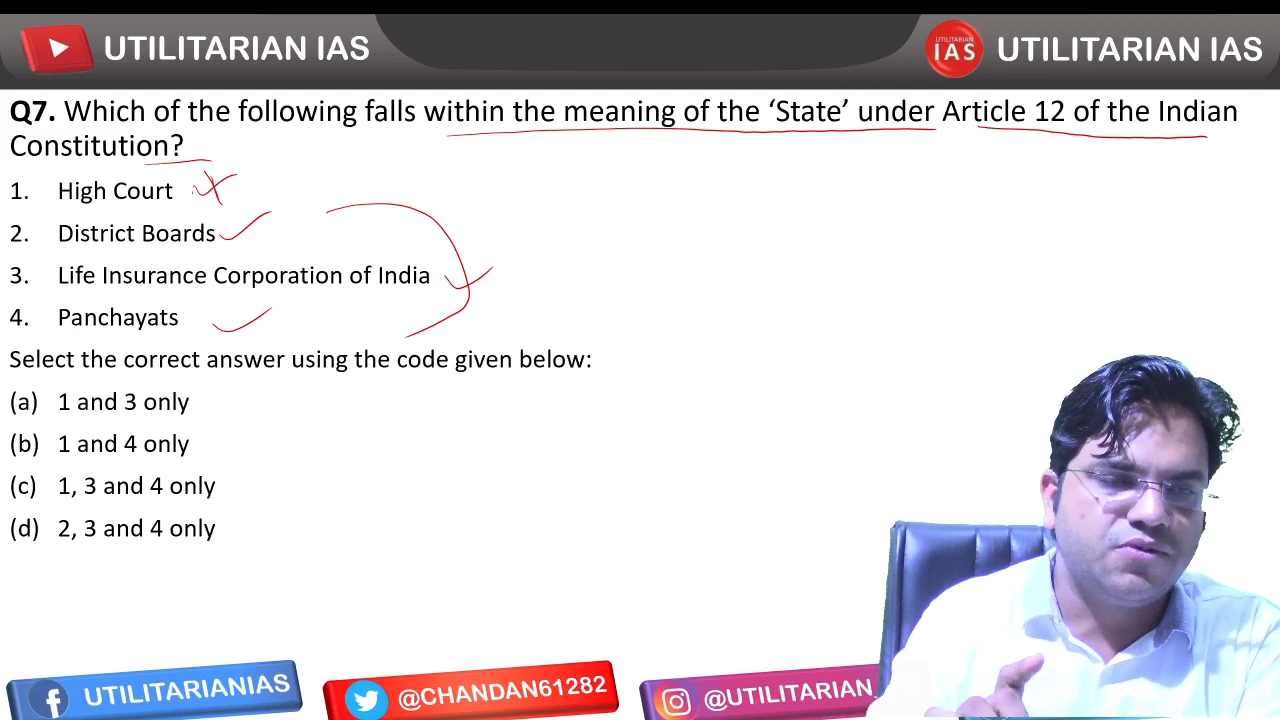 UTILITARIAN IAS
UTILITARIAN IAS UTILITARIAN IAS
Q7. Which of the following falls within the meaning of the ‘State’ under Article 12 of the Indian
Constitution?
1. High Court
2. District Boards
3. Life Insurance Corporation of India
4. Panchayats
Select the correct answer using the code given below:
(a) 1 and 3 only
(b) 1 and 4 only
(c) 1, 3 and 4 only
(d) 2, 3 and 4 only
UTILITARIANIAS
@CHANDAN61282
@UTILITARIAN_